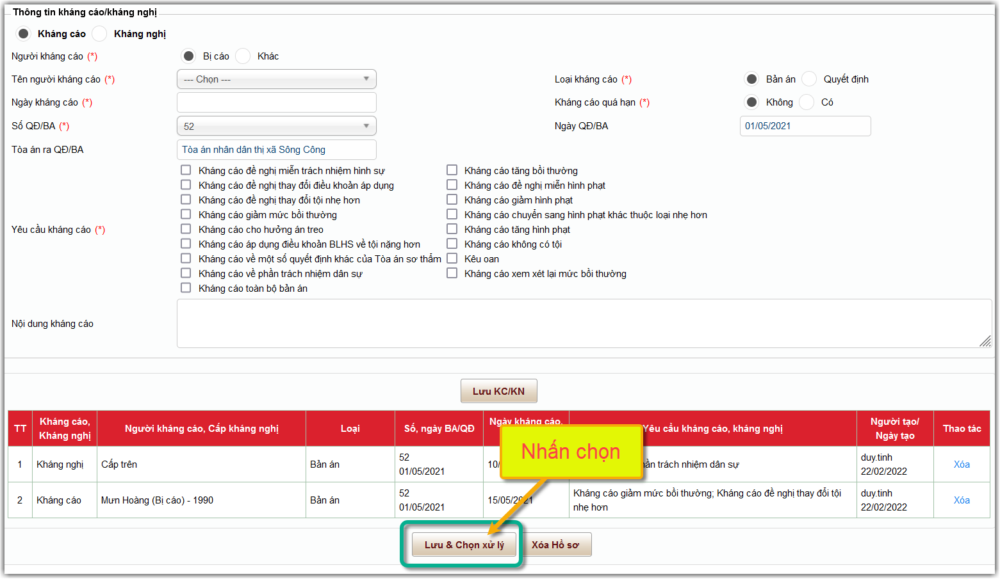 Thông tin kháng cáo/kháng nghị
Kháng cáo Kháng nghị
Người kháng cáo (*) Bị cáo Khác
Tên người kháng cáo (*) --- Chọn --- Loại kháng cáo (*) Bản án Quyết định
Ngày kháng cáo (*) Kháng cáo quá hạn (*) Không Có
Số QĐ/BA (*) 52 Ngày QĐ/BA 01/05/2021
Tòa án ra QĐ/BA Tòa án nhân dân thị xã Sông Công
Kháng cáo đề nghị miễn trách nhiệm hình sự Kháng cáo tăng bồi thường
Kháng cáo đề nghị thay đổi điều khoản áp dụng Kháng cáo đề nghị miễn hình phạt
Kháng cáo đề nghị thay đổi tội nhẹ hơn Kháng cáo giảm hình phạt
Kháng cáo giảm mức bồi thường Kháng cáo chuyển sang hình phạt khác thuộc loại nhẹ hơn
Yêu cầu kháng cáo (*) Kháng cáo cho hưởng án treo Kháng cáo tăng hình phạt
Kháng cáo áp dụng điều khoản BLHS về tội nặng hơn Kháng cáo không có tội
Kháng cáo về một số quyết định khác của Tòa án sơ thẩm Kêu oan
Kháng cáo về phần trách nhiệm dân sự Kháng cáo xem xét lại mức bồi thường
Kháng cáo toàn bộ bản án
Nội dung kháng cáo
Lưu KC/KN
TT Kháng cáo, Kháng nghị Người kháng cáo, Cấp kháng nghị Loại Số, ngày BA/QĐ Ngày kháng cáo, Yêu cầu kháng cáo, kháng nghị Người tạo/ Ngày tạo Thao tác
Nhấn chọn
1 Kháng nghị Cấp trên Bản án 52 01/05/2021 10/ trách nhiệm dân sự duy.tinh 22/02/2022 Xóa
2 Kháng cáo Mưn Hoàng (Bị cáo) - 1990 Bản án 52 01/05/2021 15/05/2021 Kháng cáo giảm mức bồi thường; Kháng cáo đề nghị thay đổi tội nhẹ hơn duy.tinh 22/02/2022 Xóa
Lưu & Chọn xử lý Xóa Hồ sơ